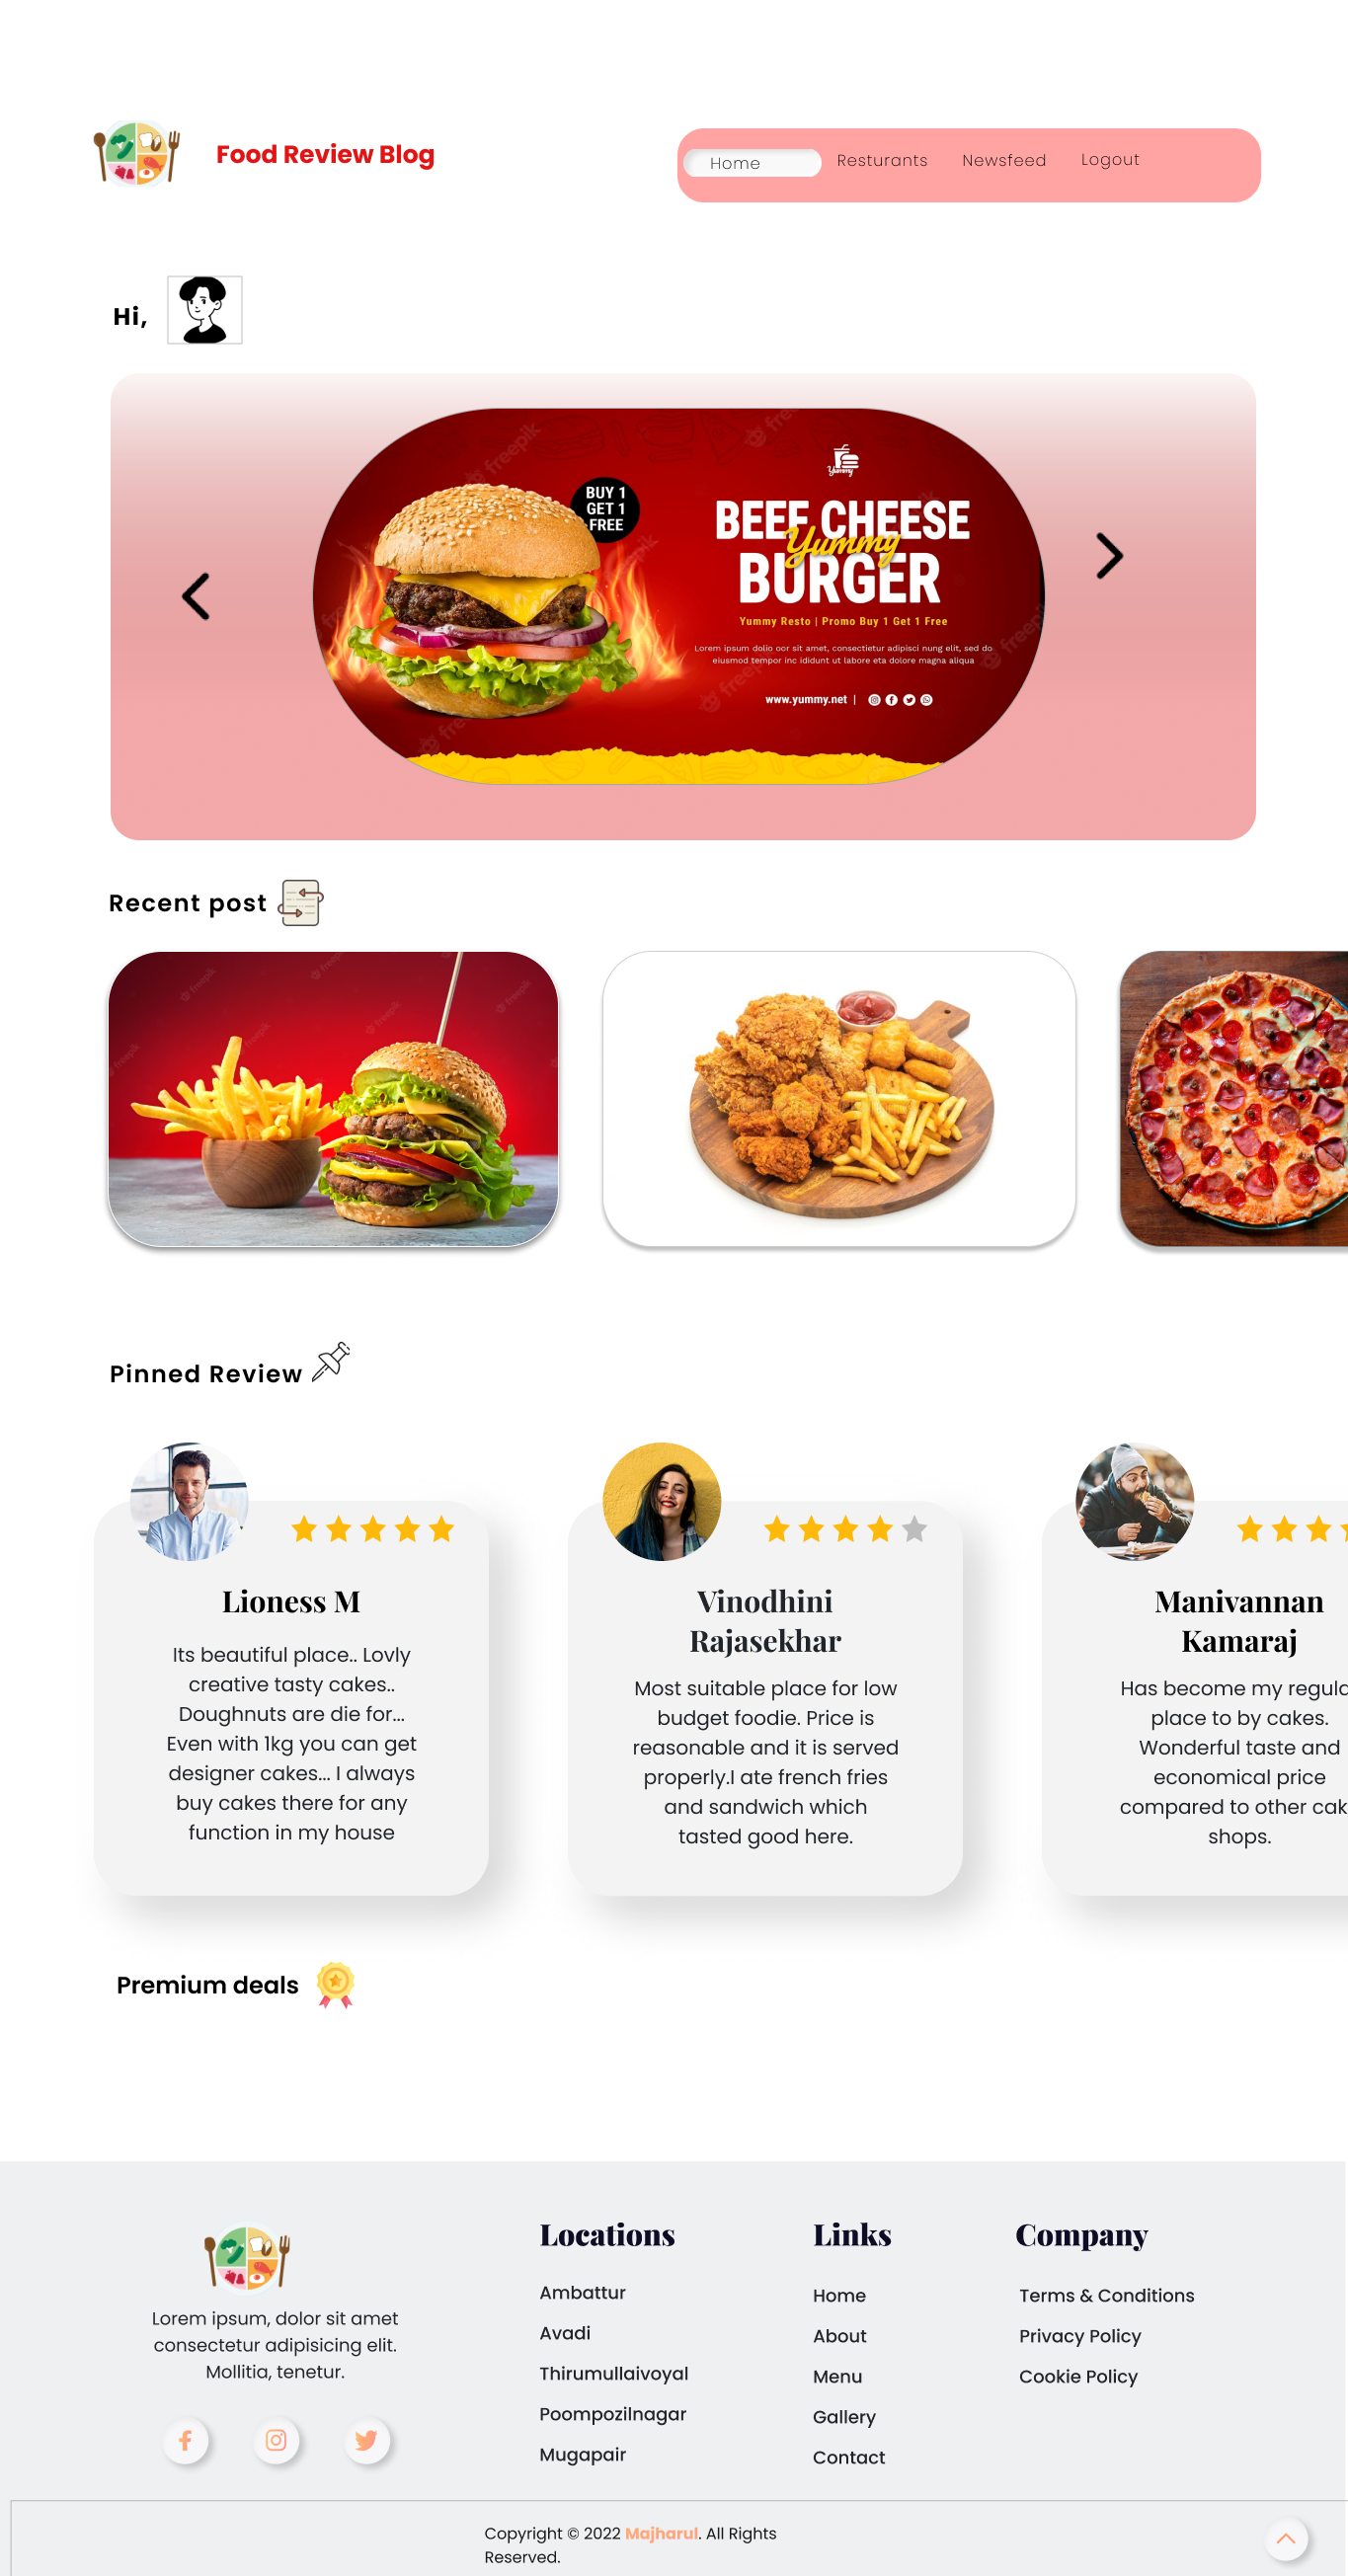 Food Review Blog
Home
Resturants
Newsfeed
Logout
Hi,
Yummy
BUY 1
GET 1
FREE
BEEF CHEESE
Yummy
BURGER
Yummy Resto | Promo Buy 1 Get 1 Free
Lorem ipsum dolio oor sit amet, consectietur adipisci nung elit, sed do
eiusmod tempor inc ididunt ut labore eta dolore magna aliqua
www.yummy.net |
freepik
Recent post
Pinned Review
Lioness M
Its beautiful place.. Lovly
creative tasty cakes..
Doughnuts are die for...
Even with 1kg you can get
designer cakes... I always
buy cakes there for any
function in my house
Vinodhini
Rajasekhar
Most suitable place for low
budget foodie. Price is
reasonable and it is served
properly.I ate french fries
and sandwich which
tasted good here.
Manivannan
Kamaraj
Has become my regul
place to by cakes.
Wonderful taste and
economical price
compared to other cak
shops.
Premium deals
Lorem ipsum, dolor sit amet
consectetur adipisicing elit.
Mollitia, tenetur.
Locations
Ambattur
Avadi
Thirumullaivoyal
Poompozilnagar
Mugapair
Links
Home
About
Menu
Gallery
Contact
Company
Terms & Conditions
Privacy Policy
Cookie Policy
Copyright © 2022 Majharul. All Rights
Reserved.